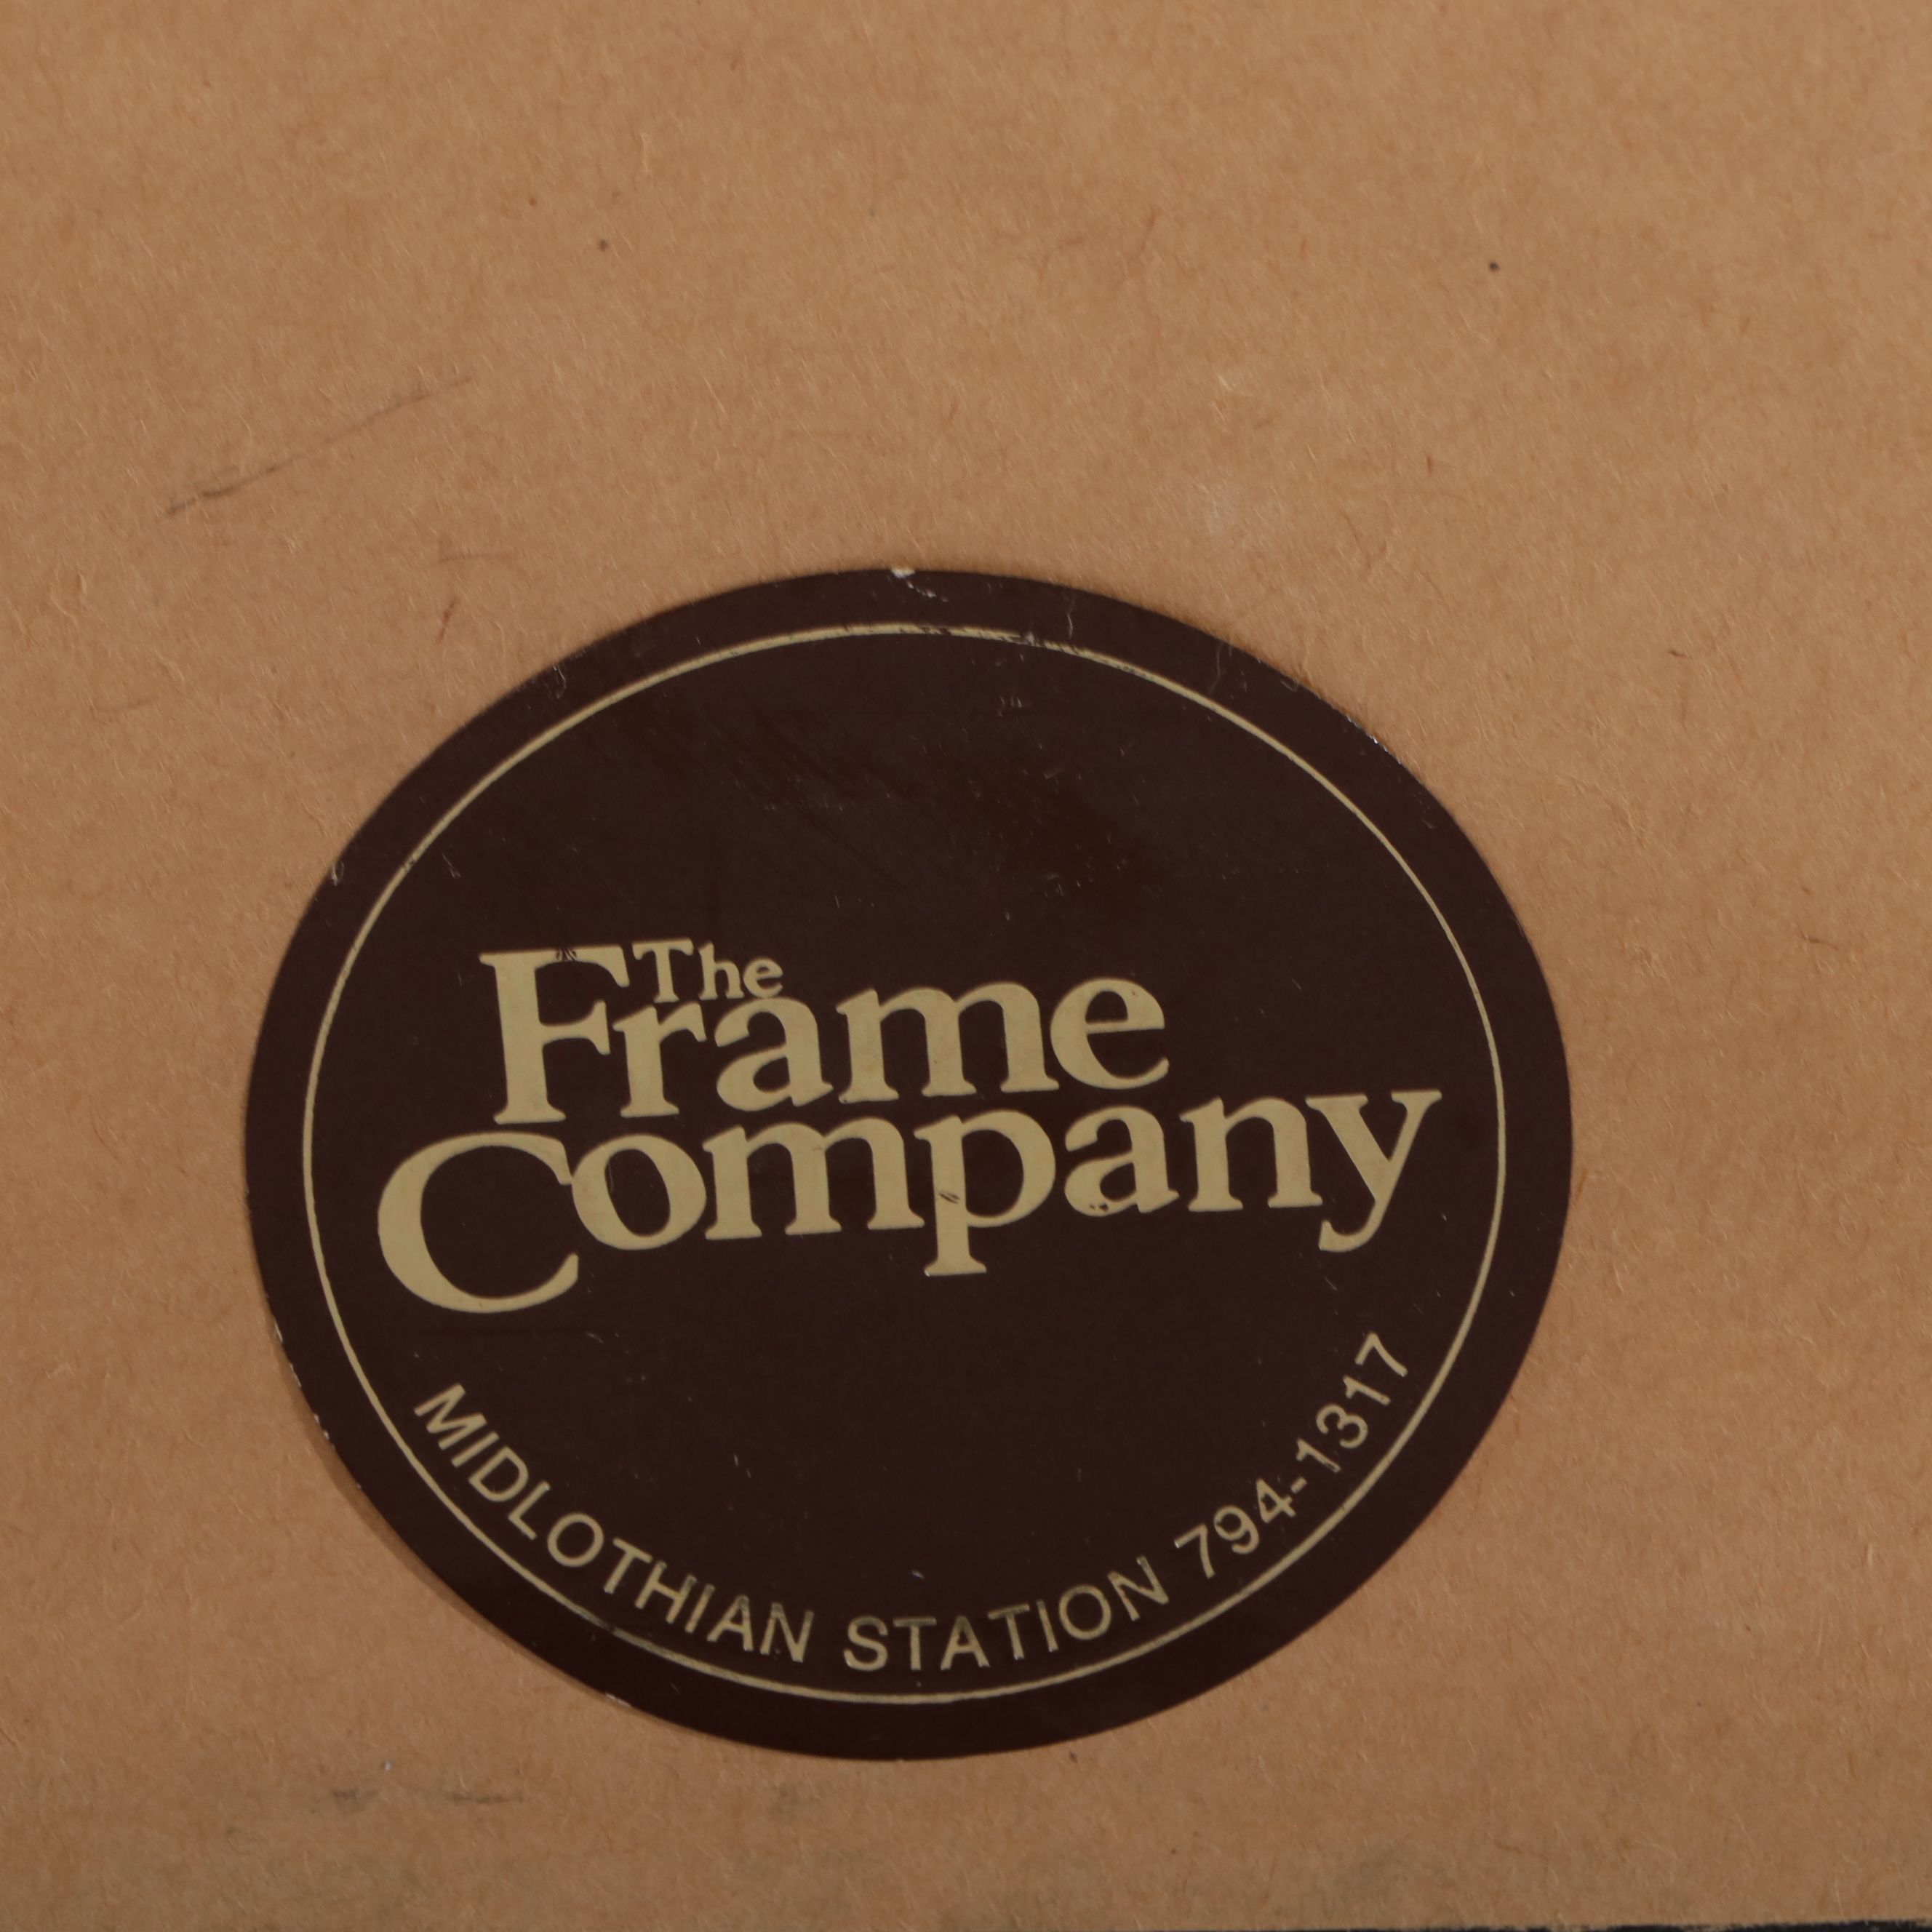 The
Frame
Company
MIDLOTHIAN STATION 794-1317